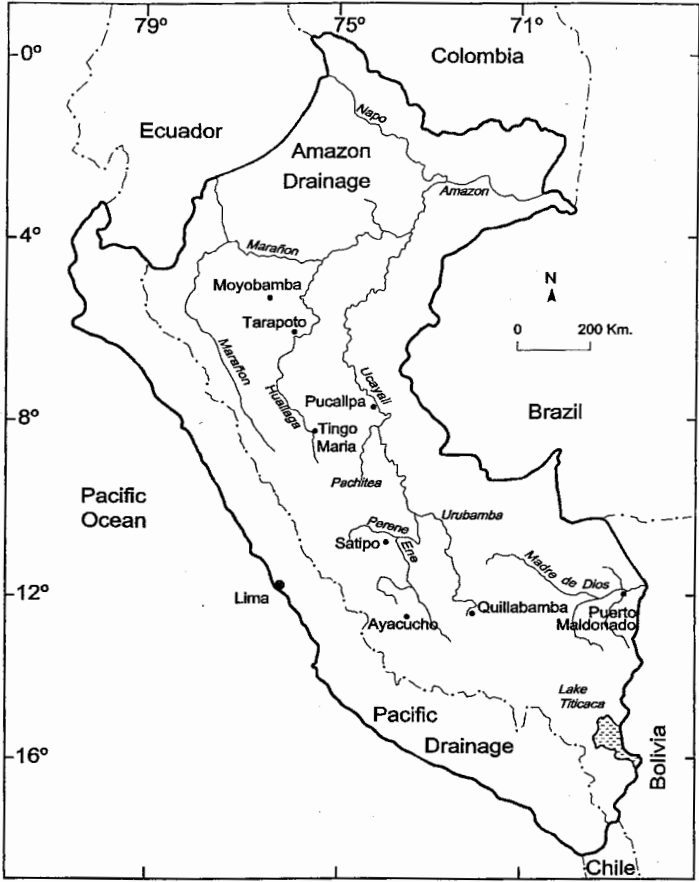 79º 75º 71º
0º
Colombia
Napo
Ecuador
Amazon
Drainage
Amazon
4º
Marañon
N
Moyobamba
Tarapoto
0 200 Km.
Marañon
Huallaga
Ucayali
Pucallpa
Brazil
8º
Tingo
Maria
Pachitea
Pacific
Ocean
Urubamba
Perene
Satipo
Ene
Madre de Dios
12º
Lima
Quillabamba
Puerto
Maldonado
Ayacucho
Lake
Titicaca
Pacific
Drainage
16º
Bolivia
Chile